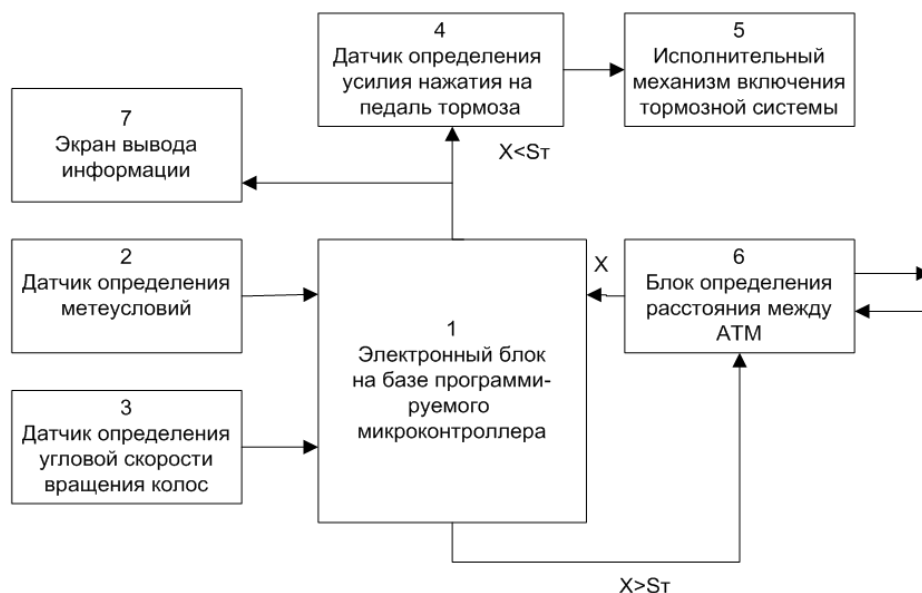 4
Датчик определения
усилия нажатия на
педаль тормоза
5
Исполнительный
механизм включения
тормозной системы
7
Экран вывода
информации
X<Sт
2
Датчик определения
метеусловий
X
6
Блок определения
расстояния между
АТМ
1
Электронный блок
на базе программи-
руемого
микроконтроллера
3
Датчик определения
угловой скорости
вращения колос
X>Sт